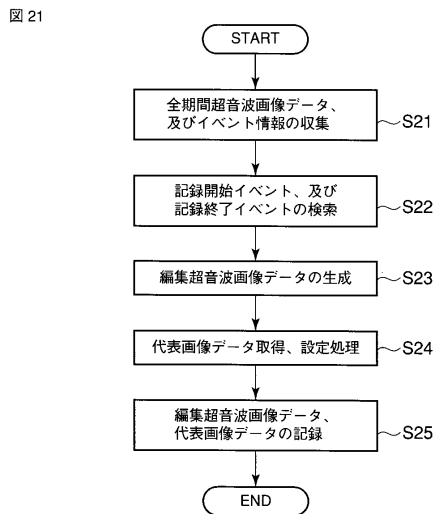 図 21
START
全期間超音波画像データ、
及びイベント情報の収集
S21
記録開始イベント、及び
記録終了イベントの検索
S22
編集超音波画像データの生成
S23
代表画像データ取得、設定処理
S24
編集超音波画像データ、
代表画像データの記録
S25
END